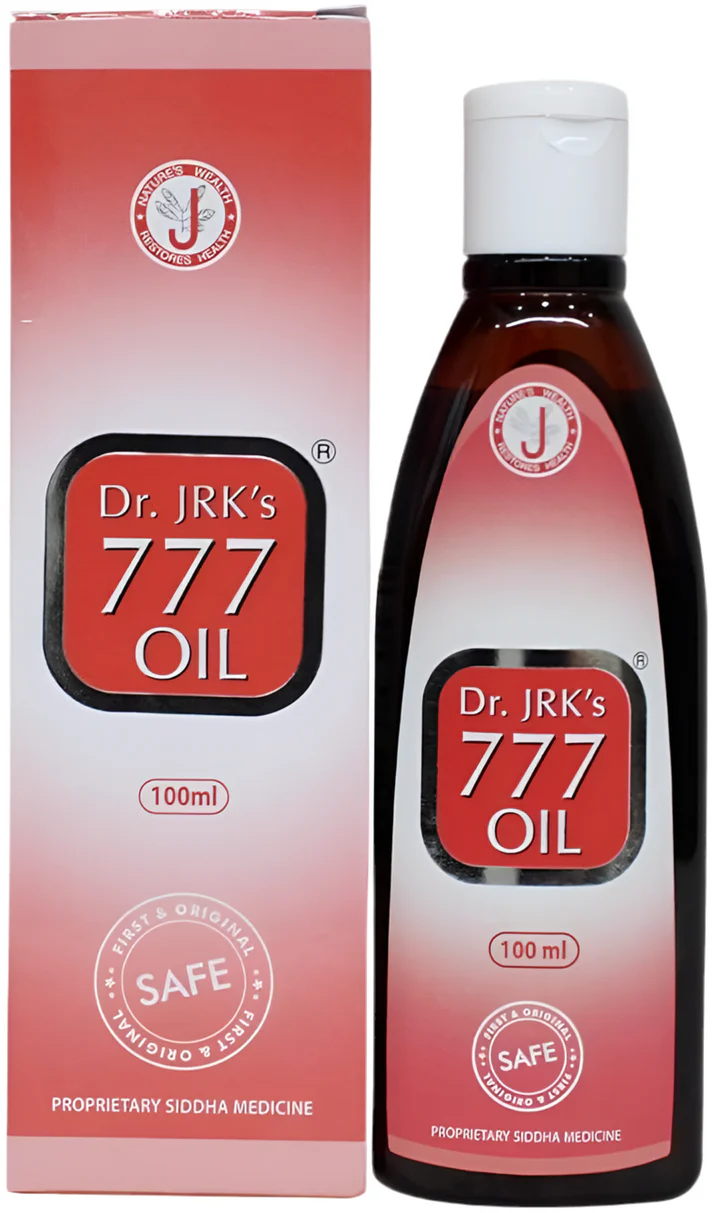 NATURE'S WEALTH
J
RESTORES HEALTH
®
Dr. JRK's
777
OIL
100ml
FIRST & ORIGINAL
SAFE
FIRST & ORIGINAL
PROPRIETARY SIDDHA MEDICINE
NATURE'S WEALTH
J
RESTORES HEALTH
®
Dr. JRK's
777
OIL
100 ml
FIRST & ORIGINAL
SAFE
FIRST & ORIGINAL
PROPRIETARY SIDDHA MEDICINE